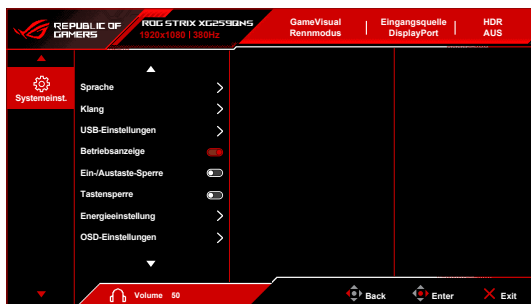 REPUBLIC OF
GAMERS
ROG STRIX XG259QNS
1920x1080 | 380Hz
GameVisual
Rennmodus
Eingangsquelle
DisplayPort
HDR
AUS
Systemeinst.
Sprache
Klang
USB-Einstellungen
Betriebsanzeige
Ein-/Austaste-Sperre
Tastensperre
Energieeinstellung
OSD-Einstellungen
Volume 50
Back
Enter
Exit